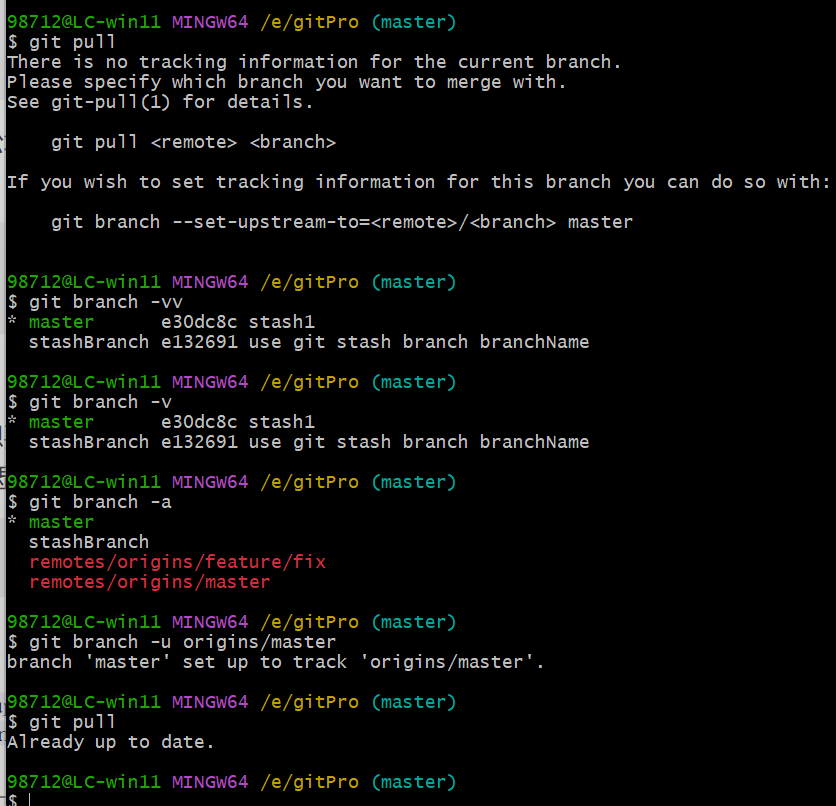 98712@LC-win11 MINGW64 /e/gitPro (master)
$ git pull
There is no tracking information for the current branch.
Please specify which branch you want to merge with.
See git-pull(1) for details.

    git pull <remote> <branch>

If you wish to set tracking information for this branch you can do so with:

    git branch --set-upstream-to=<remote>/<branch> master

98712@LC-win11 MINGW64 /e/gitPro (master)
$ git branch -vv
* master      e30dc8c stash1
  stashBranch e132691 use git stash branch branchName

98712@LC-win11 MINGW64 /e/gitPro (master)
$ git branch -v
* master      e30dc8c stash1
  stashBranch e132691 use git stash branch branchName

98712@LC-win11 MINGW64 /e/gitPro (master)
$ git branch -a
* master
  stashBranch
  remotes/origins/feature/fix
  remotes/origins/master

98712@LC-win11 MINGW64 /e/gitPro (master)
$ git branch -u origins/master
branch 'master' set up to track 'origins/master'.

98712@LC-win11 MINGW64 /e/gitPro (master)
$ git pull
Already up to date.

98712@LC-win11 MINGW64 /e/gitPro (master)
$